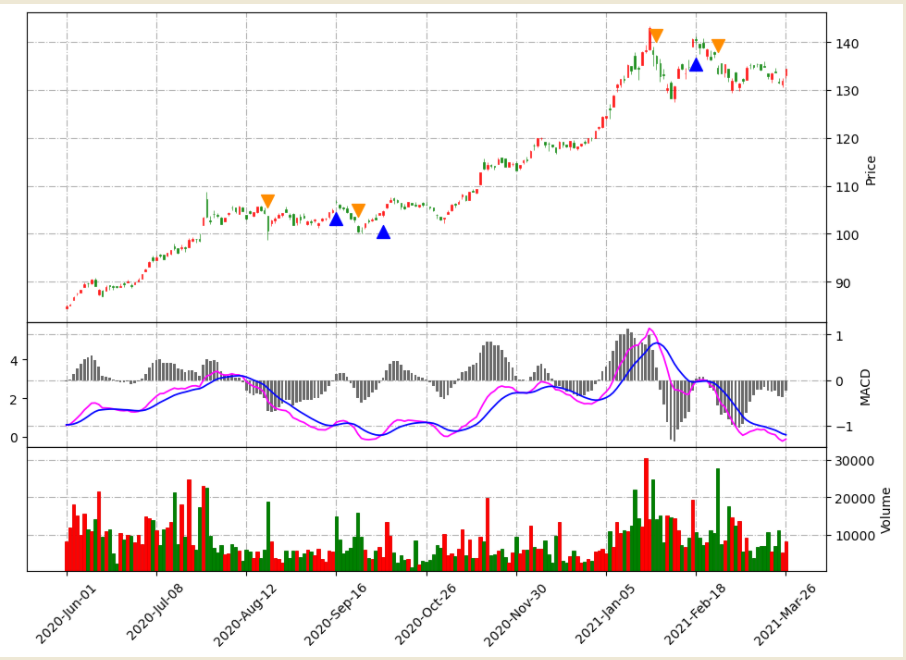 140
130
120
110
100
90
Price
4
2
0
1
0
−1
MACD
30000
20000
10000
Volume
2020-Jun-01
2020-Jul-08
2020-Aug-12
2020-Sep-16
2020-Oct-26
2020-Nov-30
2021-Jan-05
2021-Feb-18
2021-Mar-26